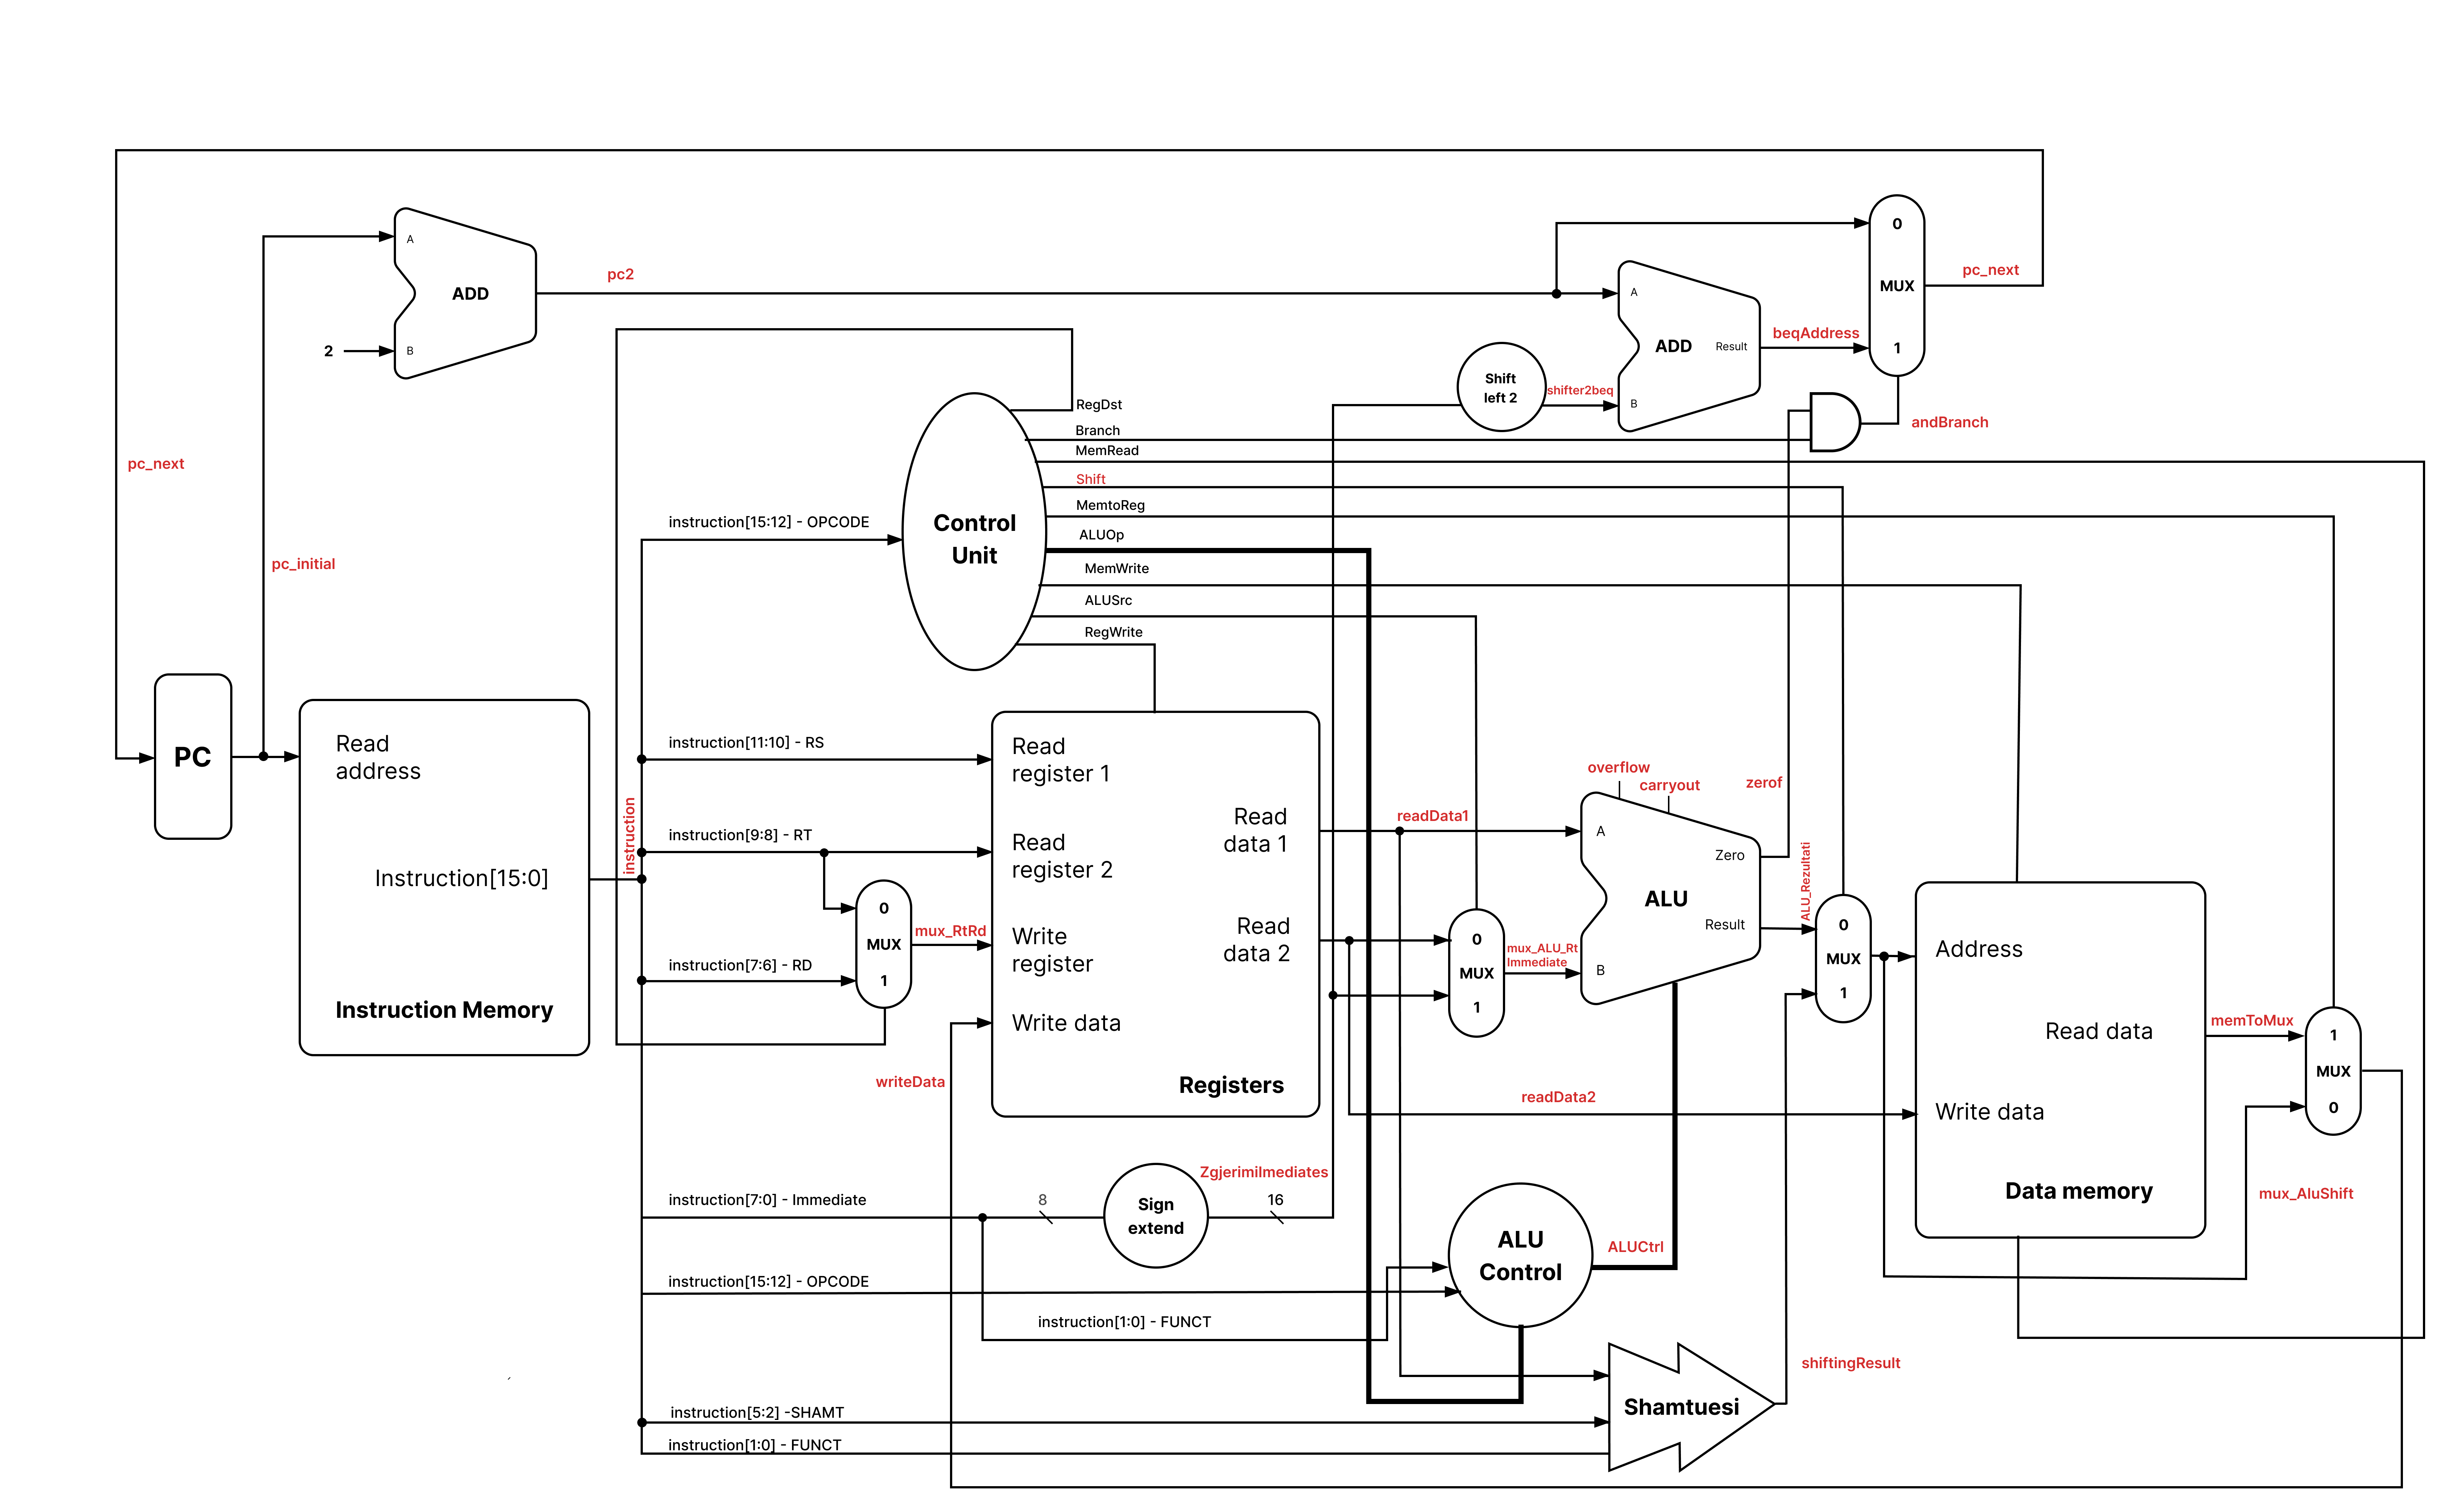 0
MUX
1
pc_next
A
ADD
B
2
pc2
A
ADD
Result
B
beqAddress
Shift
left 2
shifter2beq
andBranch
RegDst
Branch
MemRead
Shift
MemtoReg
ALUOp
MemWrite
ALUSrc
RegWrite
Control
Unit
pc_next
pc_initial
instruction[15:12] - OPCODE
PC
Read
address
Instruction[15:0]
Instruction Memory
instruction
instruction[11:10] - RS
instruction[9:8] - RT
instruction[7:6] - RD
0
MUX
1
mux_RtRd
Read
register 1
Read
register 2
Write
register
Write data
Read
data 1
Read
data 2
Registers
writeData
readData1
0
MUX
1
mux_ALU_Rt
Immediate
overflow
carryout
zerof
A
Zero
ALU
Result
B
ALU_Rezultati
0
MUX
1
Address
Read data
Write data
Data memory
memToMux
1
MUX
0
mux_AluShift
readData2
ZgjerimiImediates
instruction[7:0] - Immediate
8
Sign
extend
16
ALU
Control
ALUCtrl
instruction[15:12] - OPCODE
instruction[1:0] - FUNCT
shiftingResult
Shamtuesi
instruction[5:2] -SHAMT
instruction[1:0] - FUNCT